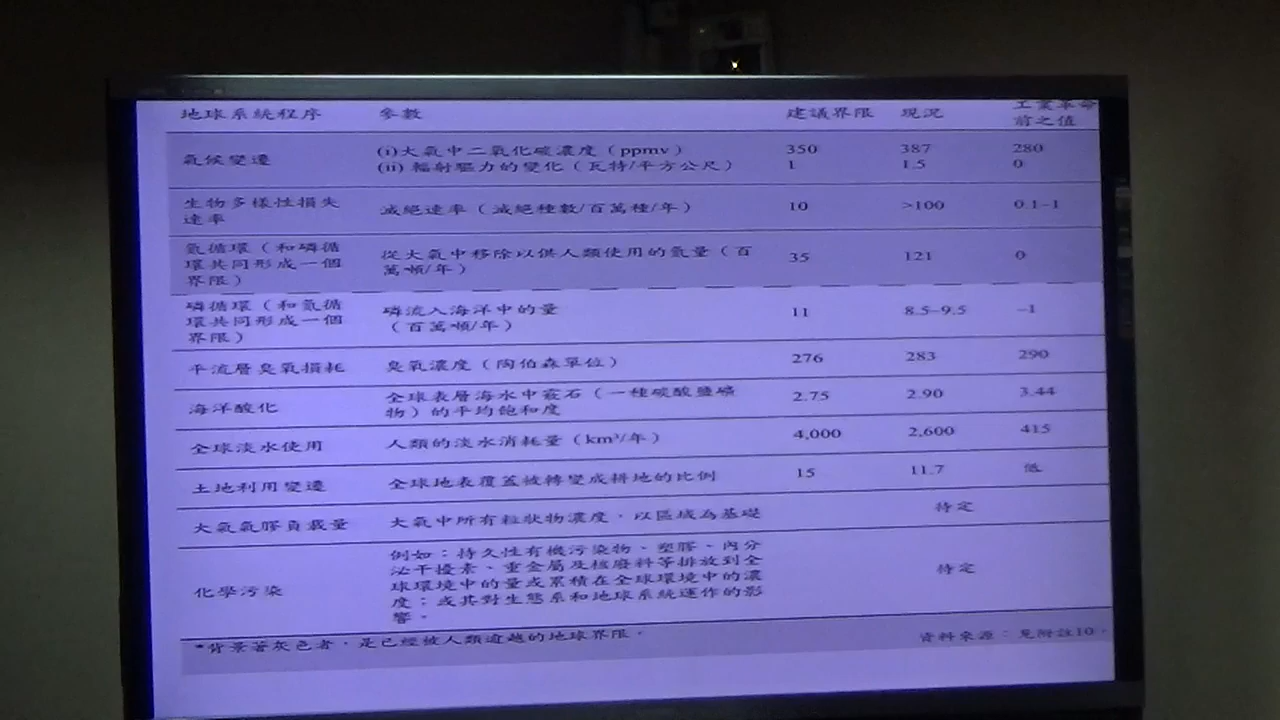 地球系統程序 參數 建議界限 現況 工業革命
前之值
氣候變遷 (i)大氣中二氧化碳濃度（ppmv） 350 387 280
(ii) 輻射驅力的變化（瓦特/平方公尺） 1 1.5 0
生物多樣性損失
速率 滅絕速率（滅絕種數/百萬種/年） 10 >100 0.1–1
氮循環（和磷循
環共同形成一個
界限） 從大氣中移除以供人類使用的氮量（百
萬噸/年） 35 121 0
磷循環（和氮循
環共同形成一個
界限） 磷流入海洋中的量
（百萬噸/年） 11 8.5–9.5 –1
平流層臭氧損耗 臭氧濃度（陶伯森單位） 276 283 290
海洋酸化 全球表層海水中霰石（一種碳酸鹽礦
物）的平均飽和度 2.75 2.90 3.44
全球淡水使用 人類的淡水消耗量（km³/年） 4,000 2,600 415
土地利用變遷 全球地表覆蓋被轉變成耕地的比例 15 11.7 低
大氣氣膠負載量 大氣中所有粒狀物濃度，以區域為基礎 待定
化學污染 例如：持久性有機污染物、塑膠、內分
泌干擾素、重金屬及核廢料等排放到全
球環境中的量或累積在全球環境中的濃
度；或其對生態系和地球系統運作的影
響。 待定
*背景著灰色者，是已經被人類逾越的地球界限。 資料來源：見附註10。